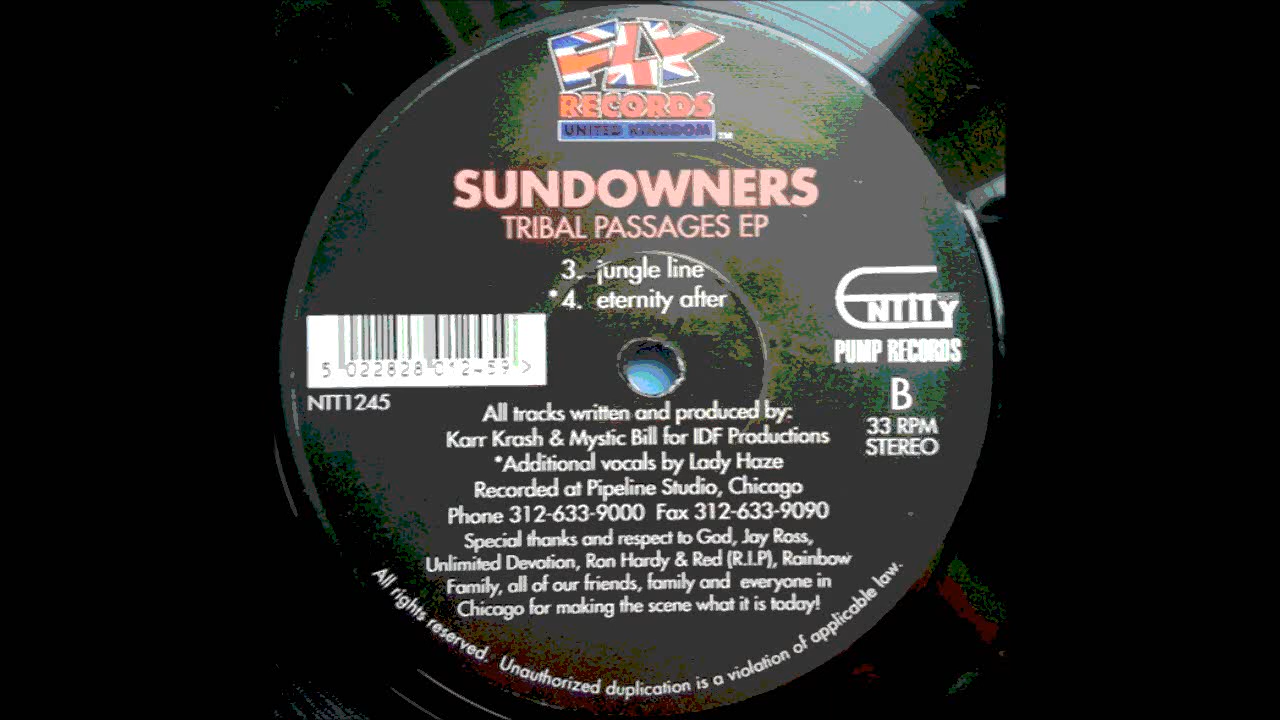 FAX
RECORDS
UNITED KINGDOM TM
SUNDOWNERS
TRIBAL PASSAGES EP
3. jungle line
*4. eternity after
ENTITY
PUMP RECORDS
B
33 RPM
STEREO
5 022828 012459 >
NTT1245
All tracks written and produced by:
Karr Krash & Mystic Bill for IDF Productions
*Additional vocals by Lady Haze
Recorded at Pipeline Studio, Chicago
Phone 312-633-9000 Fax 312-633-9090
Special thanks and respect to God, Jay Ross,
Unlimited Devotion, Ron Hardy & Red (R.I.P), Rainbow
Family, all of our friends, family and everyone in
Chicago for making the scene what it is today!
All rights reserved. Unauthorized duplication is a violation of applicable law.